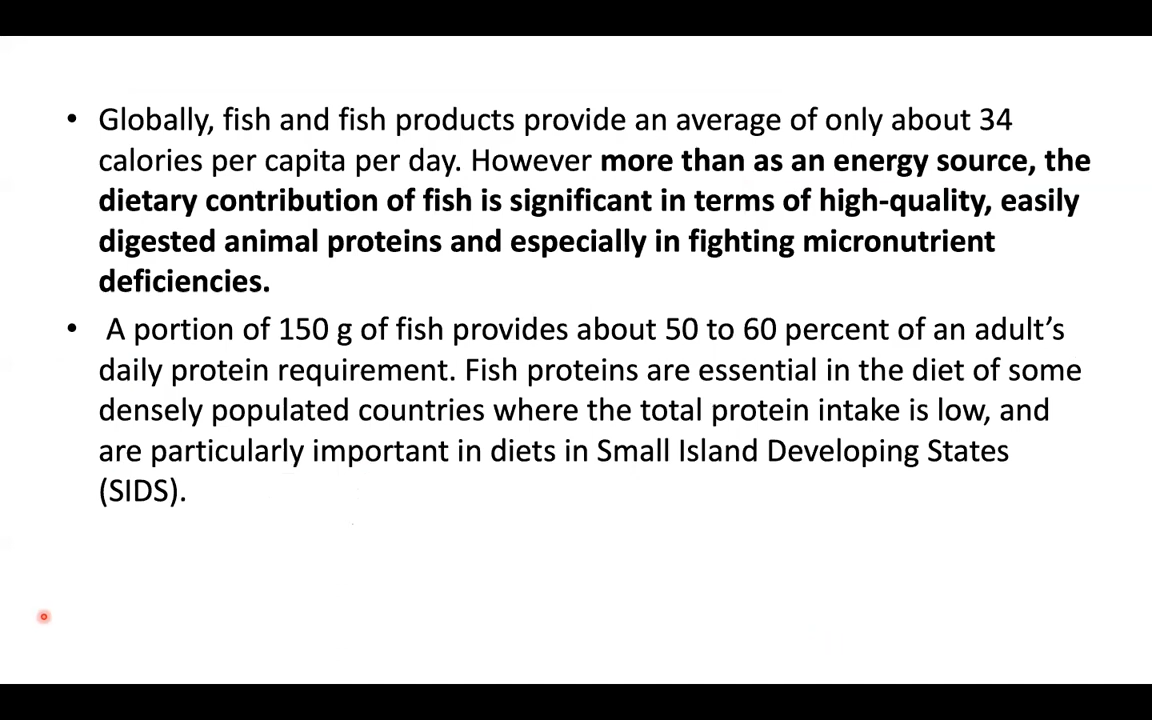 • Globally, fish and fish products provide an average of only about 34
calories per capita per day. However more than as an energy source, the
dietary contribution of fish is significant in terms of high-quality, easily
digested animal proteins and especially in fighting micronutrient
deficiencies.
• A portion of 150 g of fish provides about 50 to 60 percent of an adult’s
daily protein requirement. Fish proteins are essential in the diet of some
densely populated countries where the total protein intake is low, and
are particularly important in diets in Small Island Developing States
(SIDS).